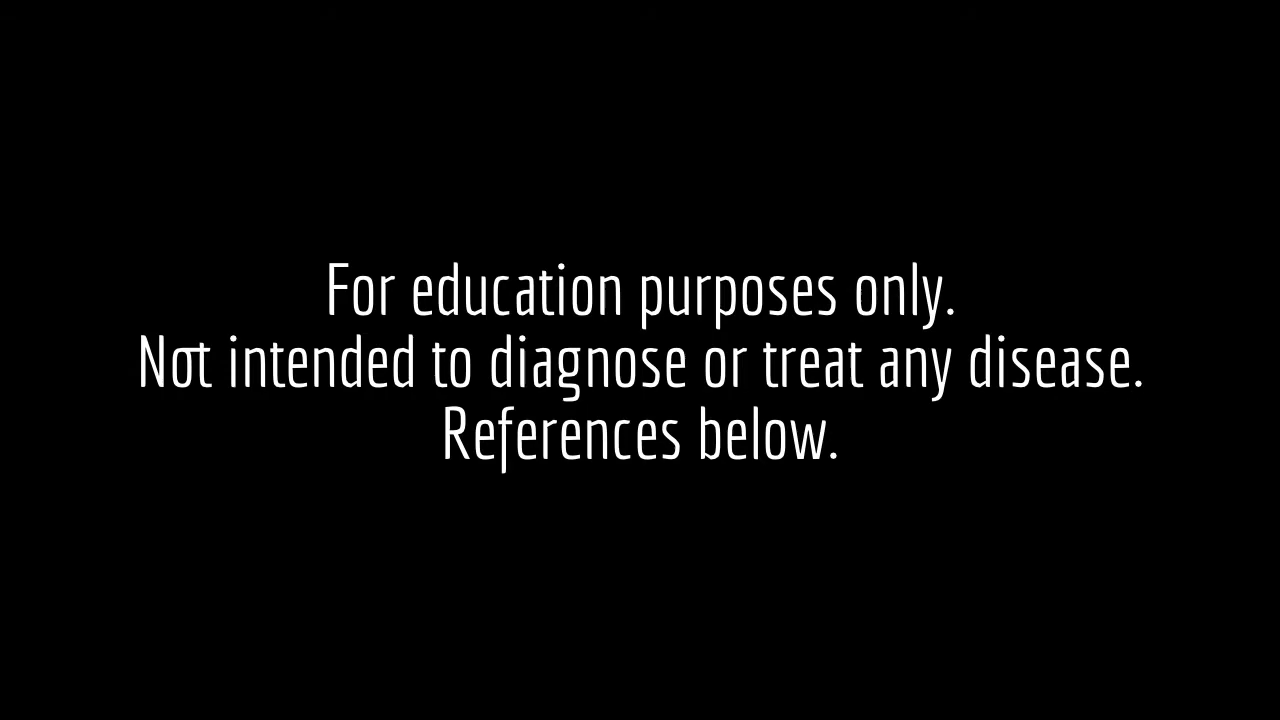 For education purposes only.
Not intended to diagnose or treat any disease.
References below.